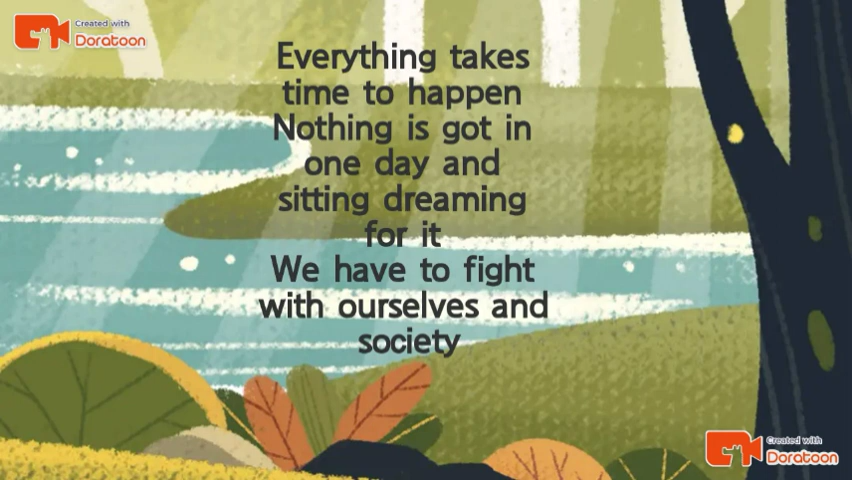 Created with
Doratoon
Everything takes
time to happen
Nothing is got in
one day and
sitting dreaming
for it
We have to fight
with ourselves and
society
Created with
Doratoon